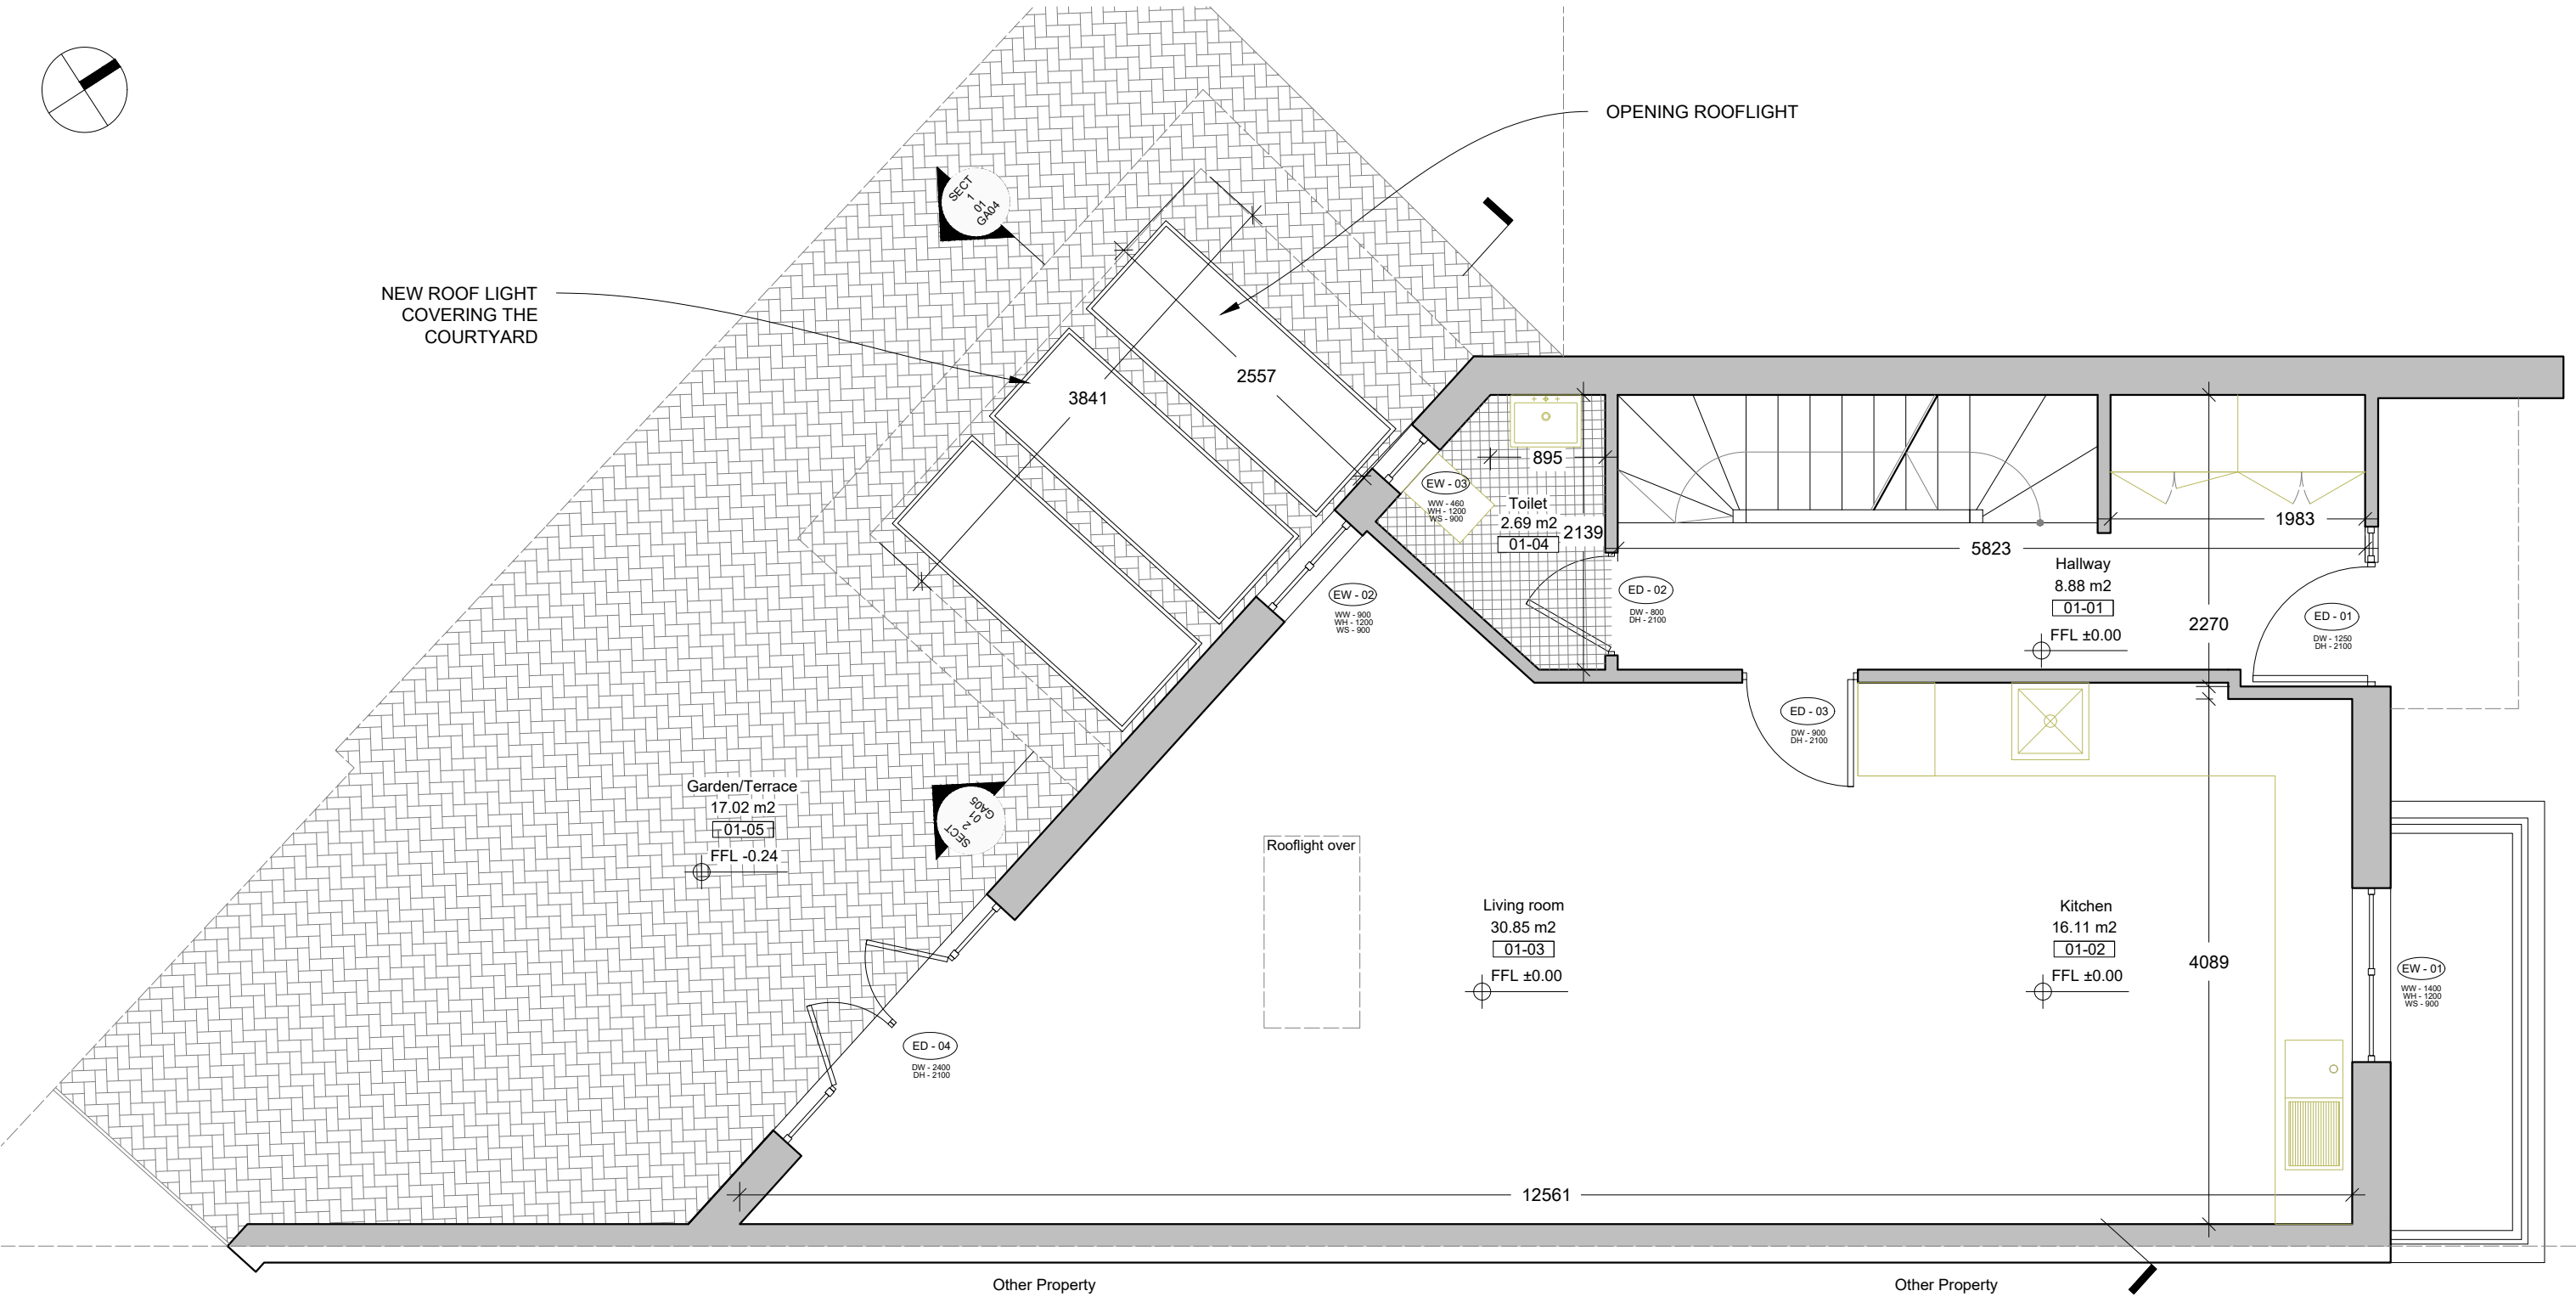 OPENING ROOFLIGHT
SECT
1
01
GA04
NEW ROOF LIGHT
COVERING THE
COURTYARD
2557
3841
895
EW - 03
WW - 460
WH - 1200
WS - 900
Toilet
2.69 m2
01-04
2139
1983
5823
Hallway
8.88 m2
01-01
FFL ±0.00
ED - 02
DW - 800
DH - 2100
EW - 02
WW - 900
WH - 1200
WS - 900
2270
ED - 01
DW - 1250
DH - 2100
ED - 03
DW - 900
DH - 2100
Garden/Terrace
17.02 m2
01-05
FFL -0.24
SECT
2
01
GA05
Rooflight over
Living room
30.85 m2
01-03
FFL ±0.00
Kitchen
16.11 m2
01-02
FFL ±0.00
4089
EW - 01
WW - 1400
WH - 1200
WS - 900
ED - 04
DW - 2400
DH - 2100
12561
Other Property
Other Property